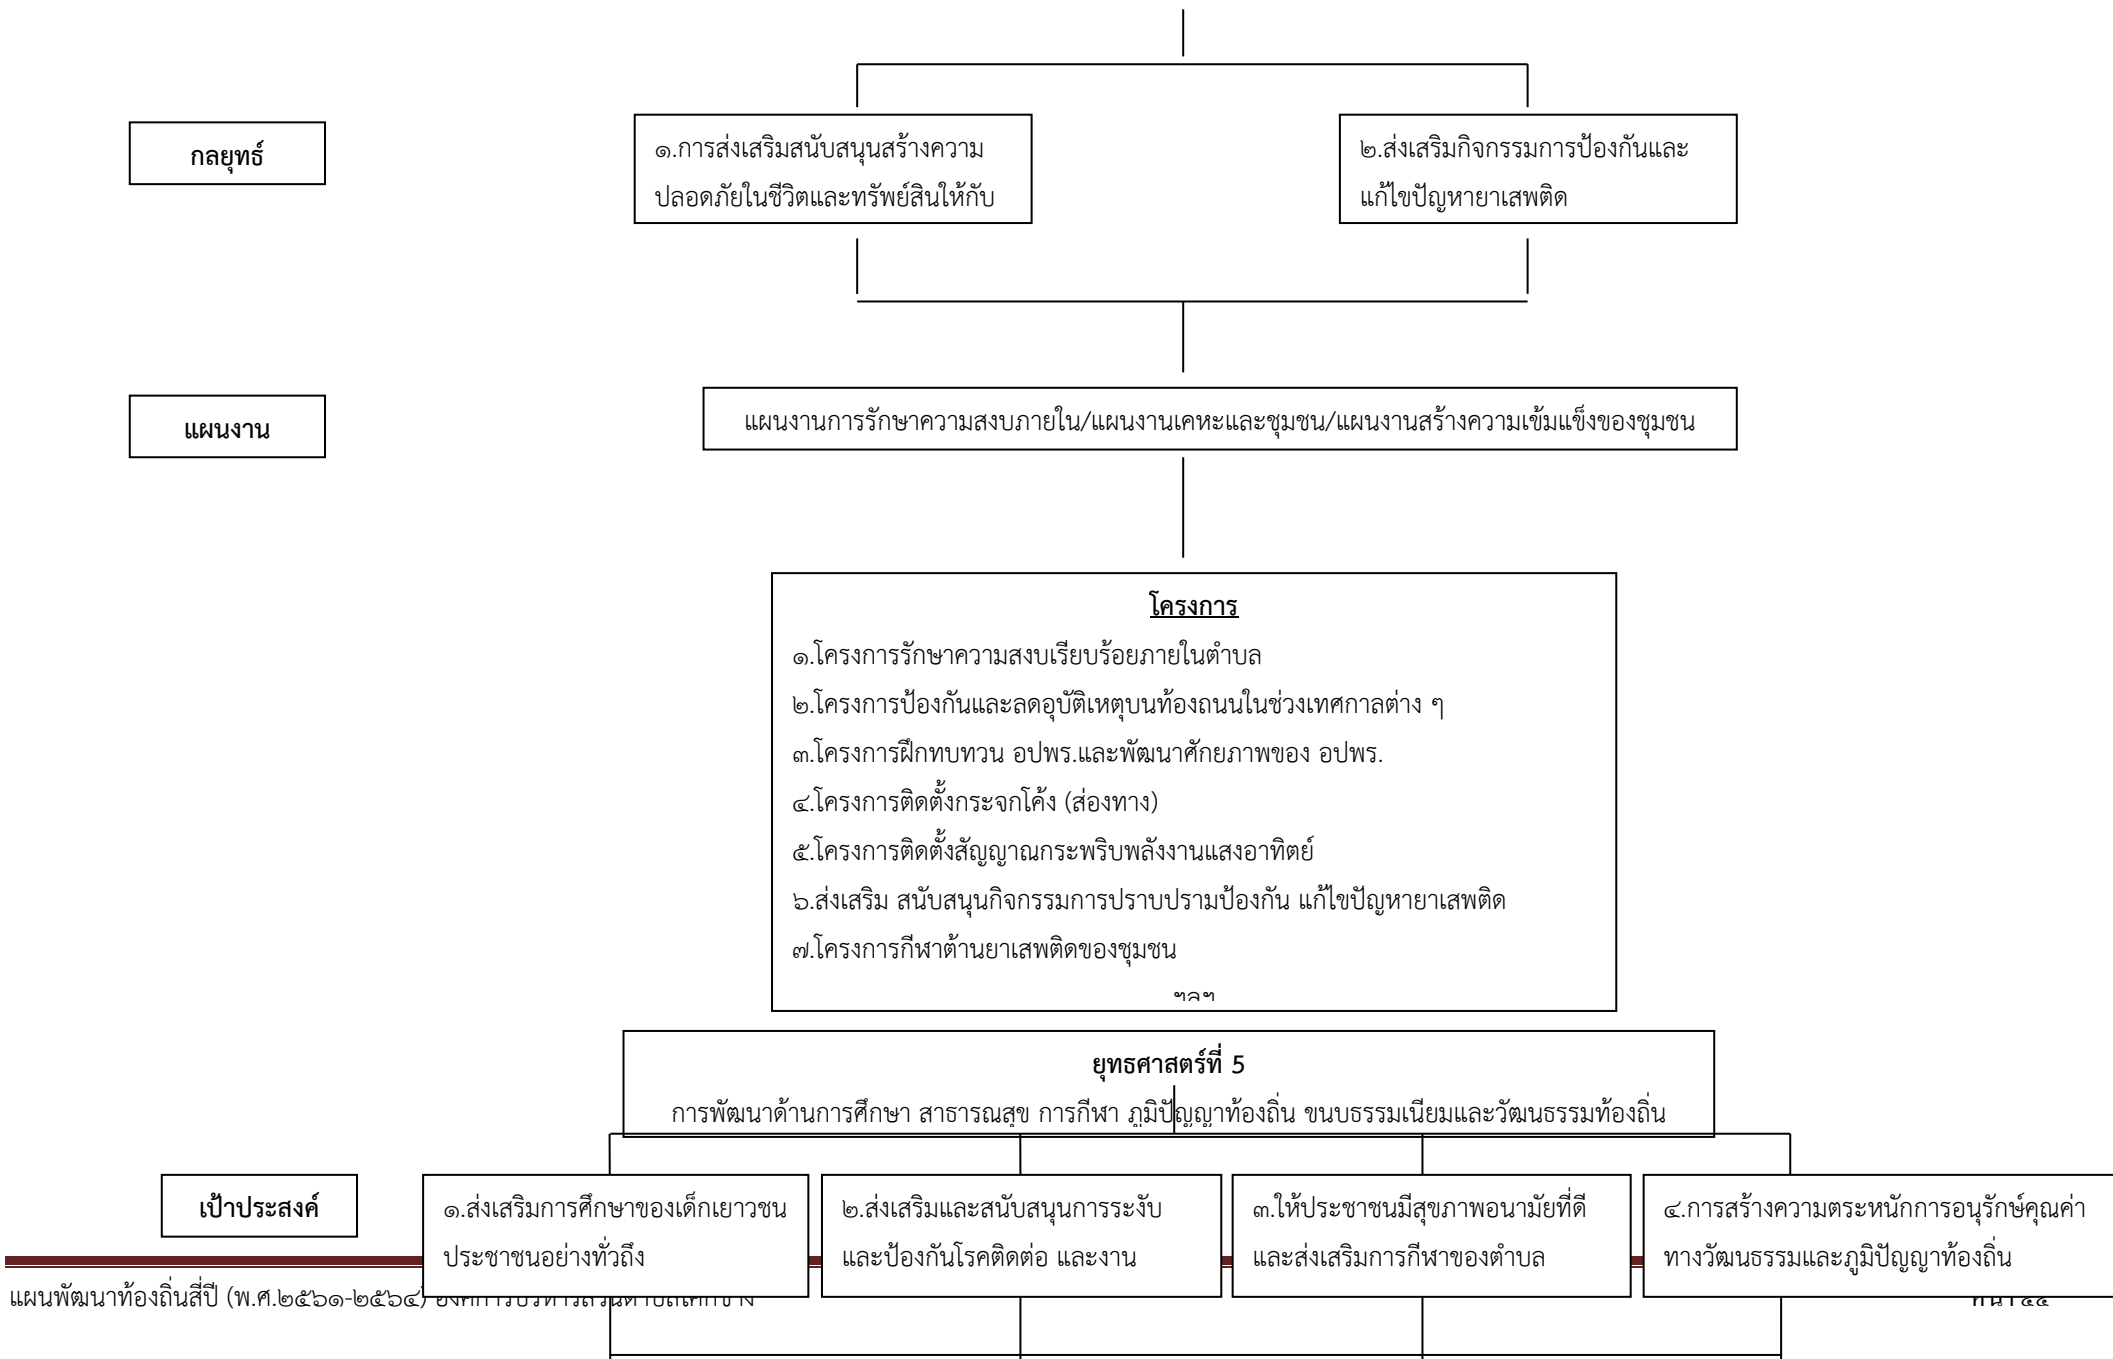 กลยุทธ์
๑.การส่งเสริมสนับสนุนสร้างความ
ปลอดภัยในชีวิตและทรัพย์สินให้กับ
๒.ส่งเสริมกิจกรรมการป้องกันและ
แก้ไขปัญหายาเสพติด
แผนงาน
แผนงานการรักษาความสงบภายใน/แผนงานเคหะและชุมชน/แผนงานสร้างความเข้มแข็งของชุมชน
โครงการ
๑.โครงการรักษาความสงบเรียบร้อยภายในตำบล
๒.โครงการป้องกันและลดอุบัติเหตุบนท้องถนนในช่วงเทศกาลต่าง ๆ
๓.โครงการฝึกทบทวน อปพร.และพัฒนาศักยภาพของ อปพร.
๔.โครงการติดตั้งกระจกโค้ง (ส่องทาง)
๕.โครงการติดตั้งสัญญาณกระพริบพลังงานแสงอาทิตย์
๖.ส่งเสริม สนับสนุนกิจกรรมการปราบปรามป้องกัน แก้ไขปัญหายาเสพติด
๗.โครงการกีฬาต้านยาเสพติดของชุมชน
ฯลฯ
ยุทธศาสตร์ที่ 5
การพัฒนาด้านการศึกษา สาธารณสุข การกีฬา ภูมิปัญญาท้องถิ่น ขนบธรรมเนียมและวัฒนธรรมท้องถิ่น
เป้าประสงค์
๑.ส่งเสริมการศึกษาของเด็กเยาวชน
ประชาชนอย่างทั่วถึง
๒.ส่งเสริมและสนับสนุนการระงับ
และป้องกันโรคติดต่อ และงาน
๓.ให้ประชาชนมีสุขภาพอนามัยที่ดี
และส่งเสริมการกีฬาของตำบล
๔.การสร้างความตระหนักการอนุรักษ์คุณค่า
ทางวัฒนธรรมและภูมิปัญญาท้องถิ่น
แผนพัฒนาท้องถิ่นสี่ปี (พ.ศ.๒๕๖๑-๒๕๖๔) องค์การบริหารส่วนตำบลโคกช้าง